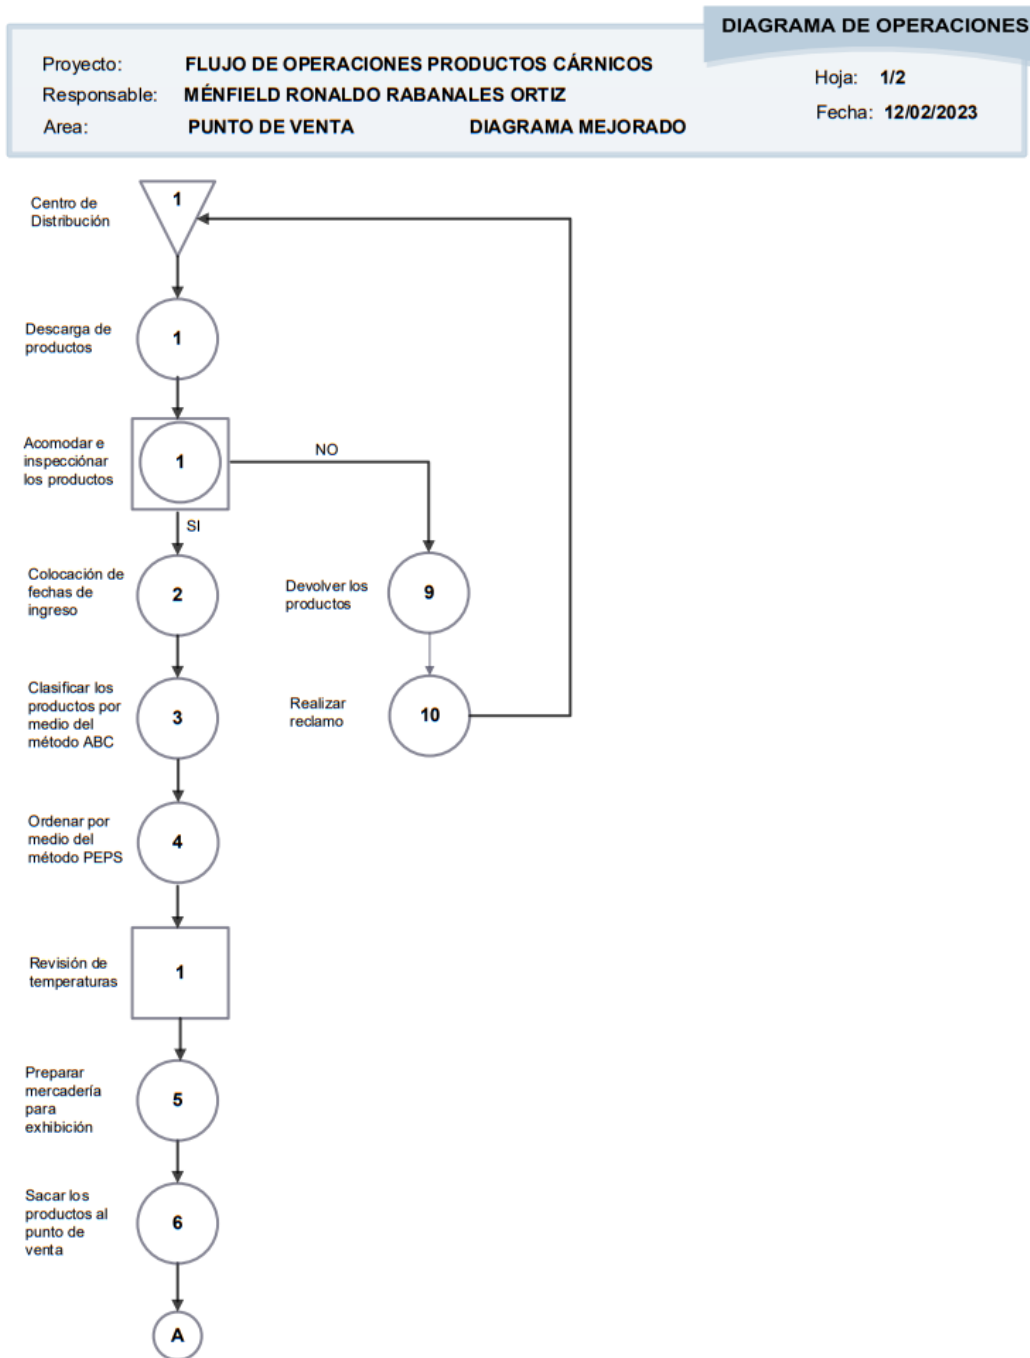 DIAGRAMA DE OPERACIONES
Proyecto: FLUJO DE OPERACIONES PRODUCTOS CÁRNICOS
Hoja: 1/2
Responsable: MÉNFIELD RONALDO RABANALES ORTIZ
Fecha: 12/02/2023
Area: PUNTO DE VENTA DIAGRAMA MEJORADO
Centro de
Distribución
1
Descarga de
productos
1
Acomodar e
inspecciónar
los productos
1
NO
SI
Colocación de
fechas de
ingreso
2
Devolver los
productos
9
Clasificar los
productos por
medio del
método ABC
3
Realizar
reclamo
10
Ordenar por
medio del
método PEPS
4
Revisión de
temperaturas
1
Preparar
mercadería
para
exhibición
5
Sacar los
productos al
punto de
venta
6
A